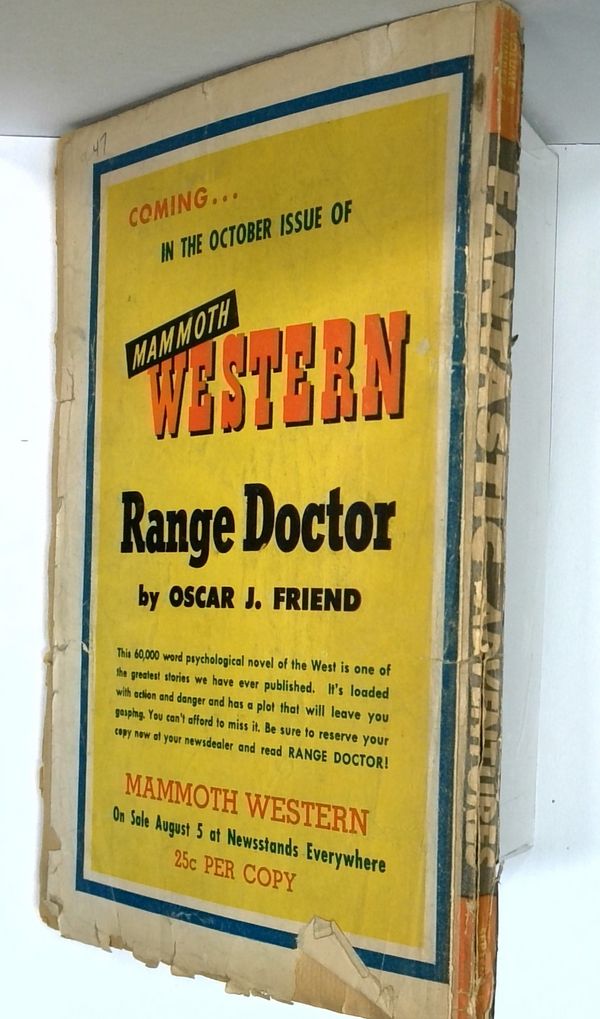 47
COMING...
IN THE OCTOBER ISSUE OF
MAMMOTH
WESTERN
Range Doctor
by OSCAR J. FRIEND
This 60,000 word psychological novel of the West is one of
the greatest stories we have ever published. It's loaded
with action and danger and has a plot that will leave you
gasping. You can't afford to miss it. Be sure to reserve your
copy now at your newsdealer and read RANGE DOCTOR!
MAMMOTH WESTERN
On Sale August 5 at Newsstands Everywhere
25c PER COPY
VOLUME
FANTASTIC ADVENTURES